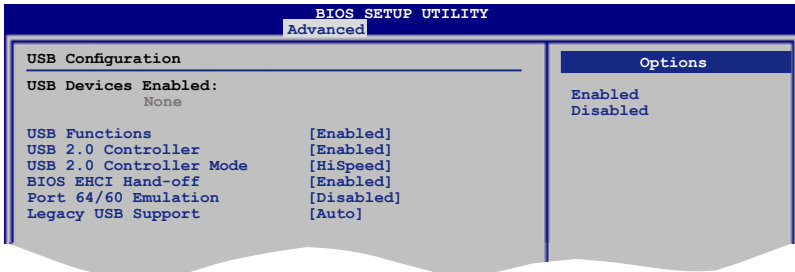 BIOS SETUP UTILITY
Advanced
USB Configuration
USB Devices Enabled:
None
USB Functions [Enabled]
USB 2.0 Controller [Enabled]
USB 2.0 Controller Mode [HiSpeed]
BIOS EHCI Hand-off [Enabled]
Port 64/60 Emulation [Disabled]
Legacy USB Support [Auto]
Options
Enabled
Disabled